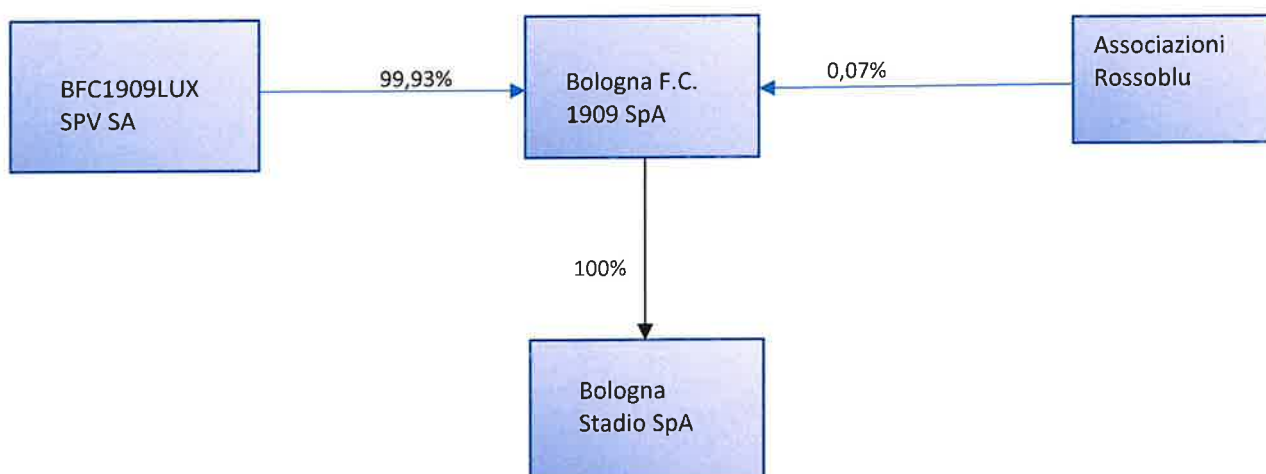 BFC1909LUX
SPV SA
99,93%
Bologna F.C.
1909 SpA
0,07%
Associazioni
Rossoblu
100%
Bologna
Stadio SpA